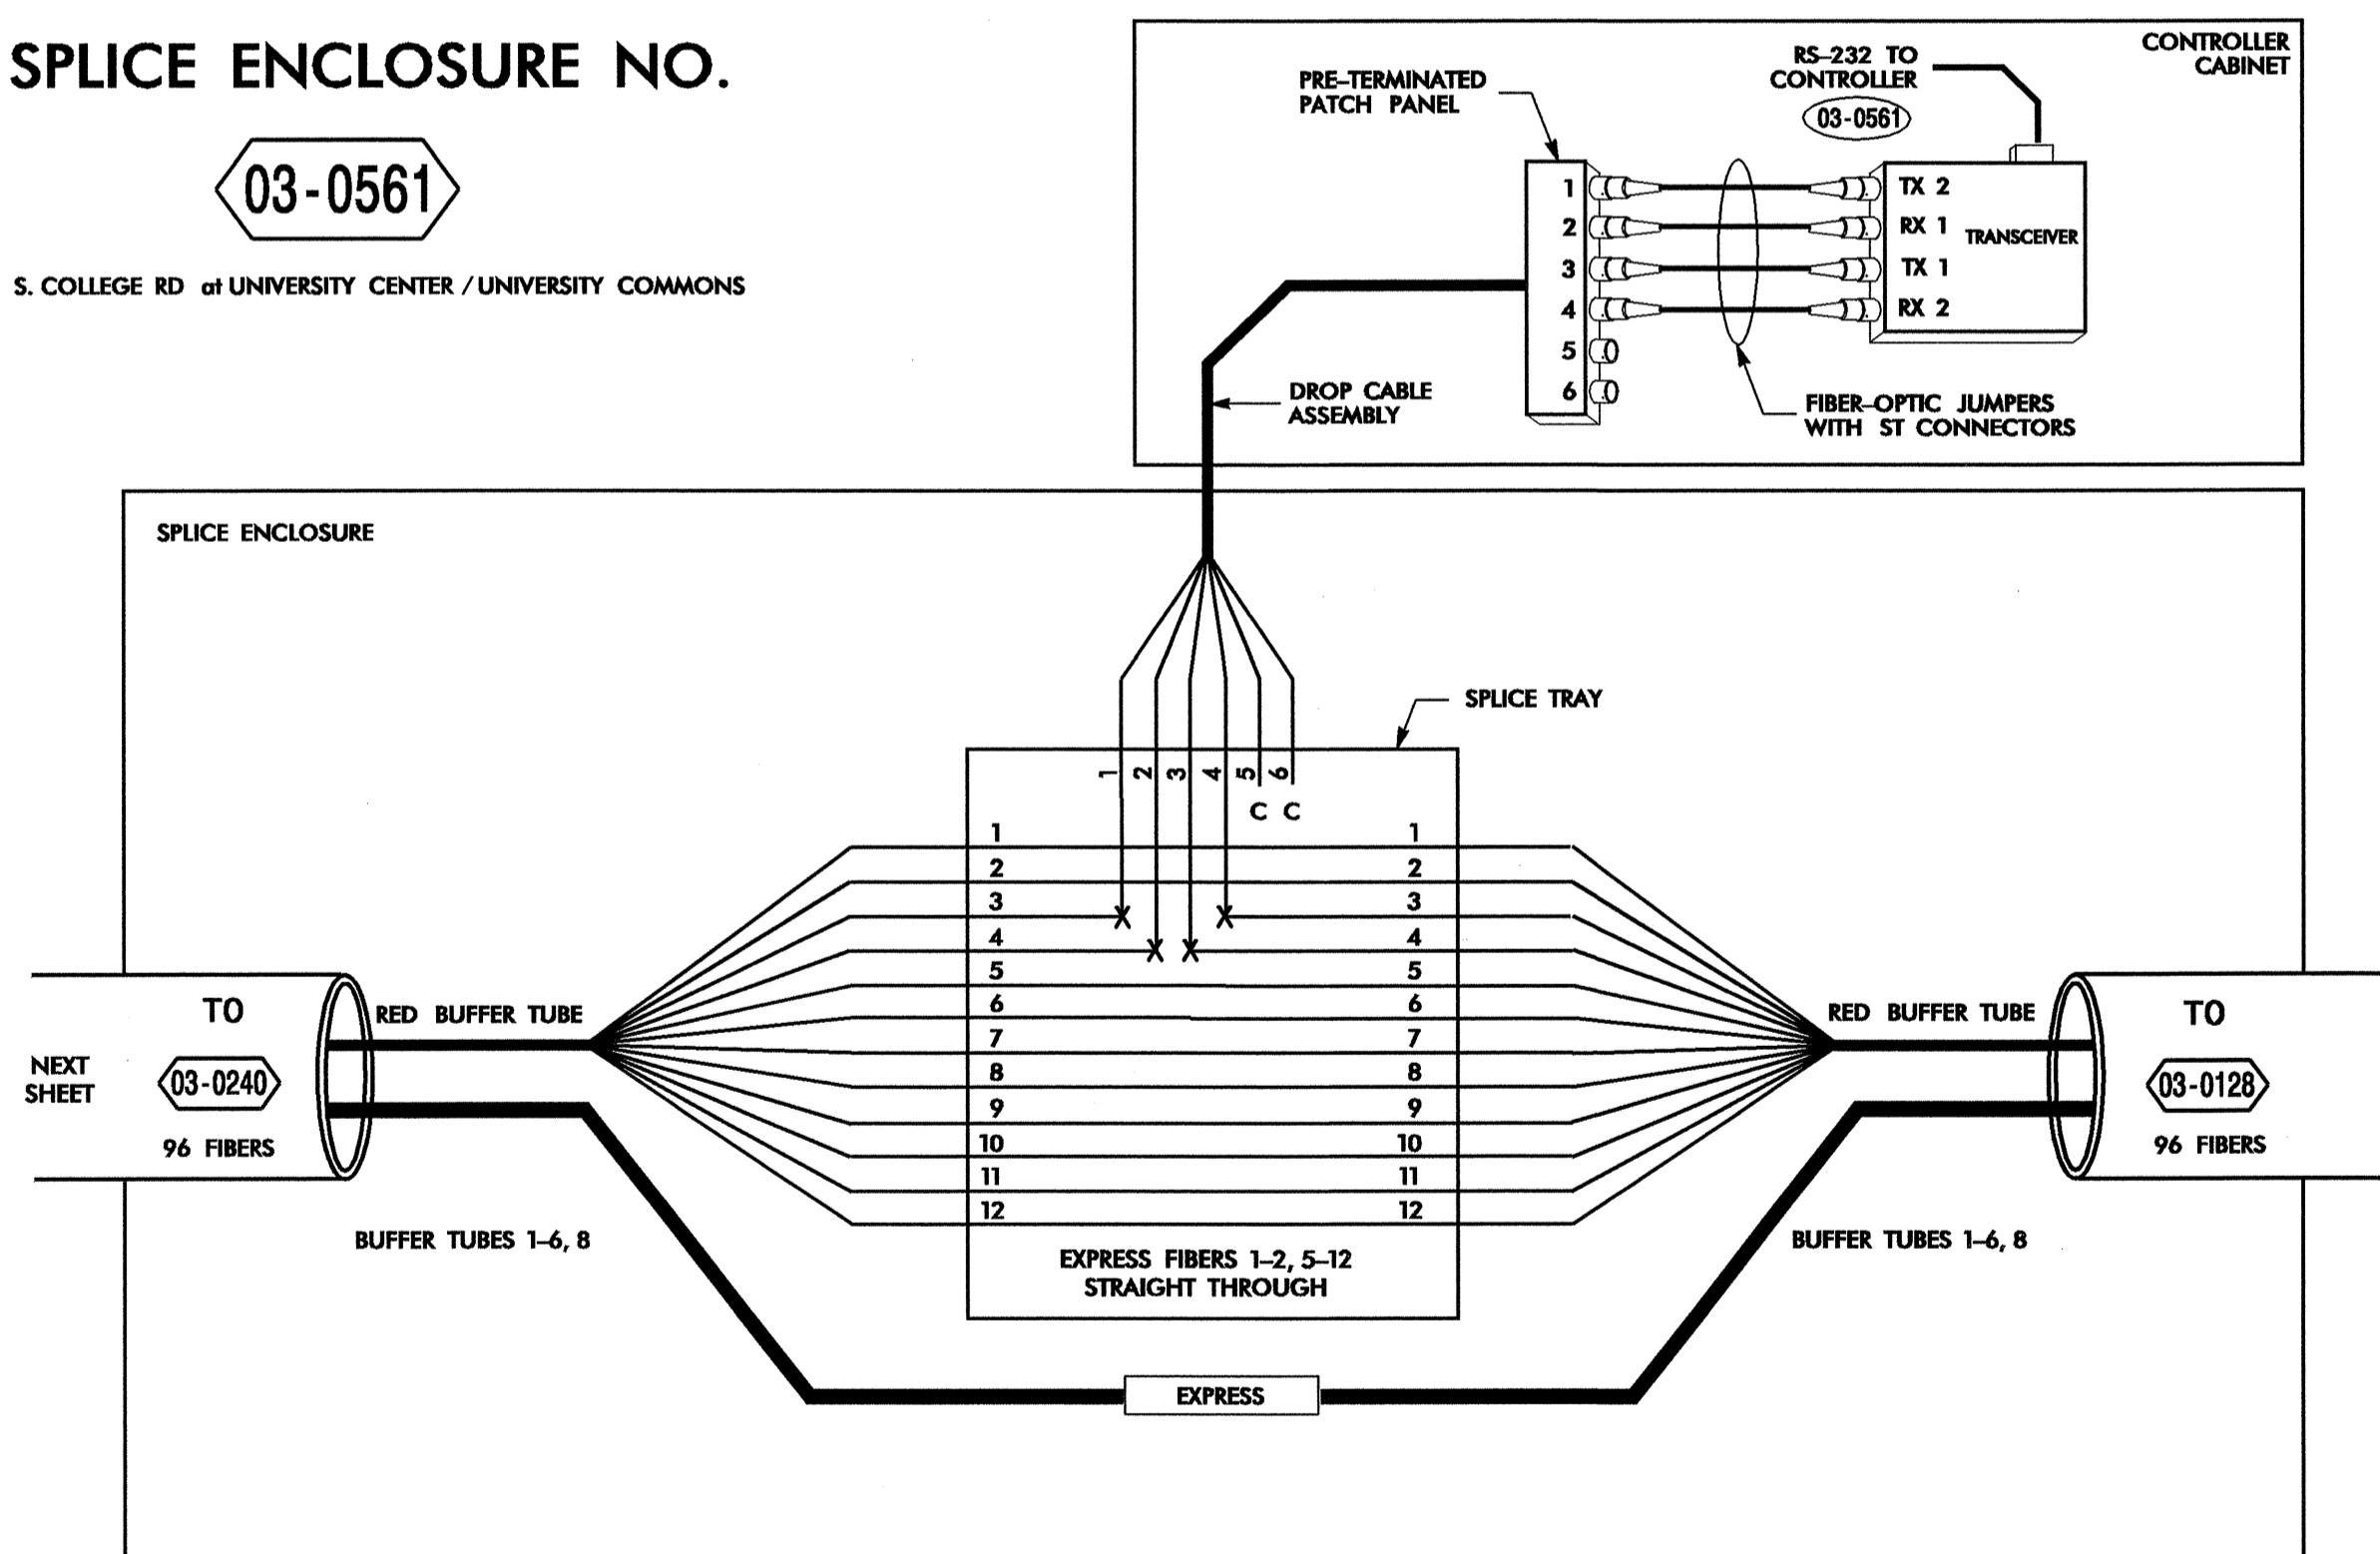 SPLICE ENCLOSURE NO.
03-0561
S. COLLEGE RD at UNIVERSITY CENTER / UNIVERSITY COMMONS
CONTROLLER
CABINET
RS-232 TO
CONTROLLER
03-0561
PRE-TERMINATED
PATCH PANEL
1
2
3
4
5
6
TX 2
RX 1
TX 1
RX 2
TRANSCEIVER
DROP CABLE
ASSEMBLY
FIBER-OPTIC JUMPERS
WITH ST CONNECTORS
SPLICE ENCLOSURE
SPLICE TRAY
1 2 3 4 5 6
C C
1 1
2 2
3 3
4 4
5 5
6 6
7 7
8 8
9 9
10 10
11 11
12 12
EXPRESS FIBERS 1-2, 5-12
STRAIGHT THROUGH
NEXT
SHEET
TO
03-0240
96 FIBERS
RED BUFFER TUBE
BUFFER TUBES 1-6, 8
RED BUFFER TUBE
TO
03-0128
96 FIBERS
BUFFER TUBES 1-6, 8
EXPRESS